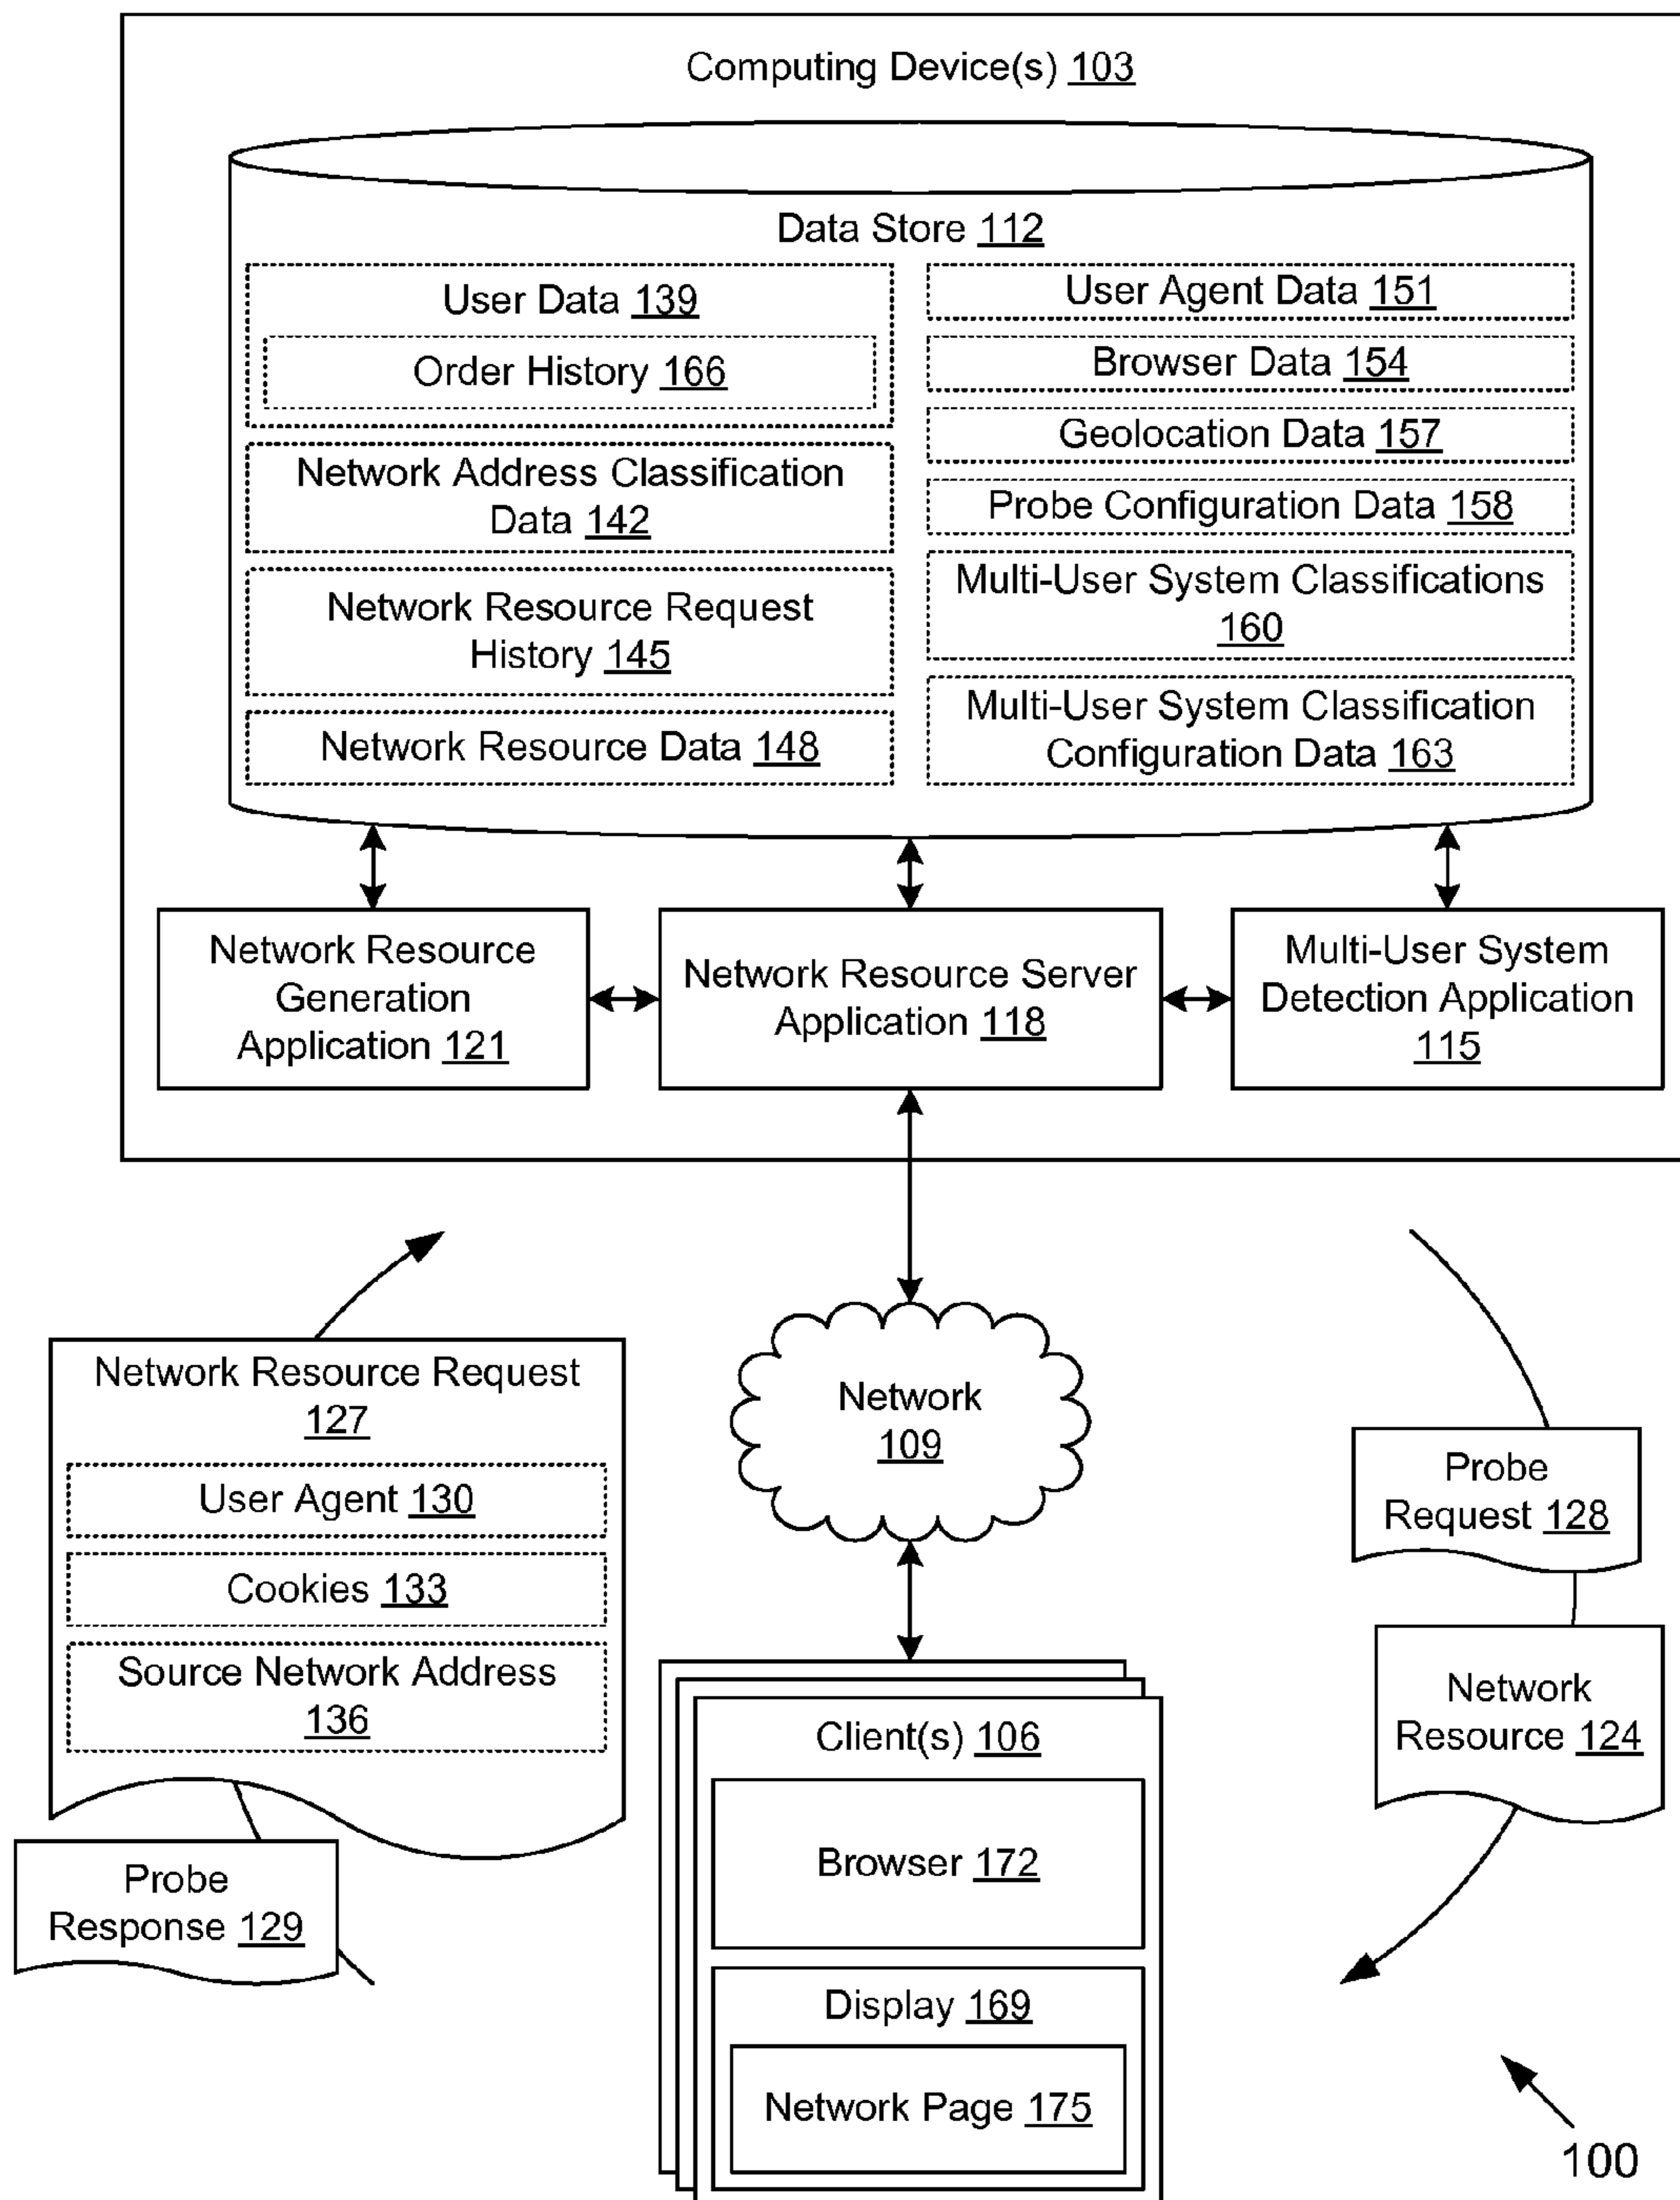 Computing Device(s) 103
Data Store 112
User Data 139
Order History 166
Network Address Classification
Data 142
Network Resource Request
History 145
Network Resource Data 148
User Agent Data 151
Browser Data 154
Geolocation Data 157
Probe Configuration Data 158
Multi-User System Classifications
160
Multi-User System Classification
Configuration Data 163
Network Resource
Generation
Application 121
Network Resource Server
Application 118
Multi-User System
Detection Application
115
Network Resource Request
127
User Agent 130
Cookies 133
Source Network Address
136
Probe
Response 129
Network
109
Client(s) 106
Browser 172
Display 169
Network Page 175
Probe
Request 128
Network
Resource 124
100